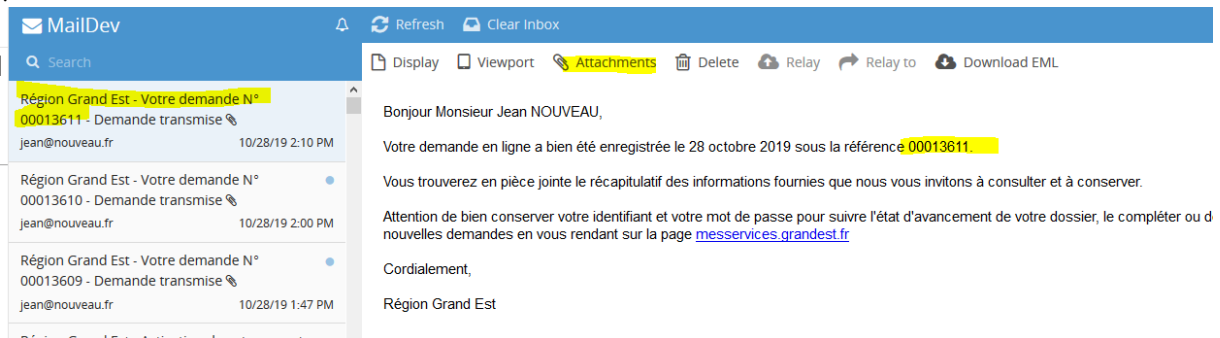 MailDev
Refresh Clear Inbox
Search
Display Viewport Attachments Delete Relay Relay to Download EML
Région Grand Est - Votre demande N°
00013611 - Demande transmise
jean@nouveau.fr 10/28/19 2:10 PM
Région Grand Est - Votre demande N°
00013610 - Demande transmise
jean@nouveau.fr 10/28/19 2:00 PM
Région Grand Est - Votre demande N°
00013609 - Demande transmise
jean@nouveau.fr 10/28/19 1:47 PM
Bonjour Monsieur Jean NOUVEAU,
Votre demande en ligne a bien été enregistrée le 28 octobre 2019 sous la référence 00013611.
Vous trouverez en pièce jointe le récapitulatif des informations fournies que nous vous invitons à consulter et à conserver.
Attention de bien conserver votre identifiant et votre mot de passe pour suivre l'état d'avancement de votre dossier, le compléter ou
nouvelles demandes en vous rendant sur la page messervices.grandest.fr
Cordialement,
Région Grand Est